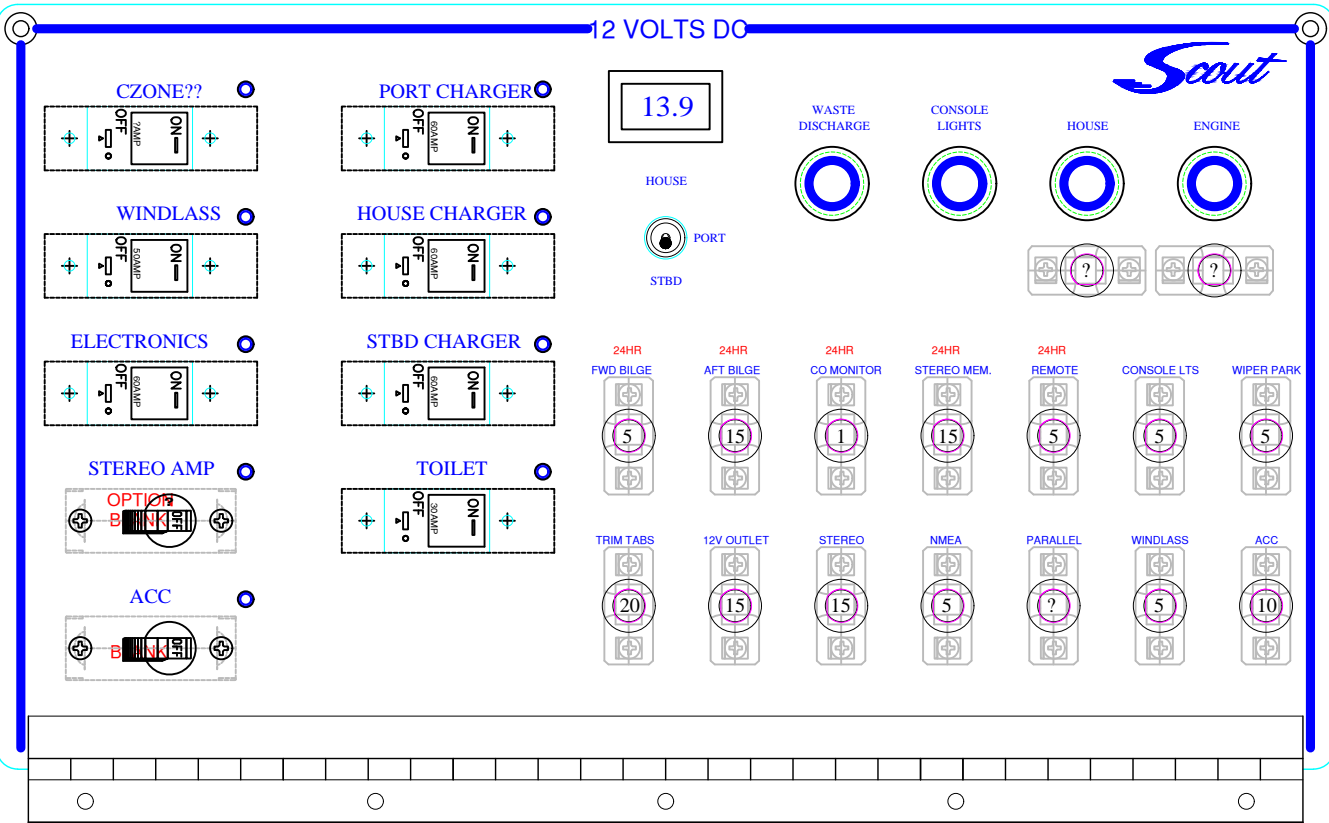 12 VOLTS DC
Scout
CZONE??
OFF
?AMP
ON
PORT CHARGER
OFF
60AMP
ON
13.9
WASTE
DISCHARGE
CONSOLE
LIGHTS
HOUSE
ENGINE
HOUSE
PORT
STBD
WINDLASS
OFF
50AMP
ON
HOUSE CHARGER
OFF
60AMP
ON
?
?
ELECTRONICS
OFF
60AMP
ON
STBD CHARGER
OFF
60AMP
ON
24HR
24HR
24HR
24HR
24HR
FWD BILGE
AFT BILGE
CO MONITOR
STEREO MEM.
REMOTE
CONSOLE LTS
WIPER PARK
5
15
1
15
5
5
5
STEREO AMP
OPTION
BLANK
?
OFF
TOILET
OFF
30AMP
ON
TRIM TABS
12V OUTLET
STEREO
NMEA
PARALLEL
WINDLASS
ACC
20
15
15
5
?
5
10
ACC
BLANK
OFF